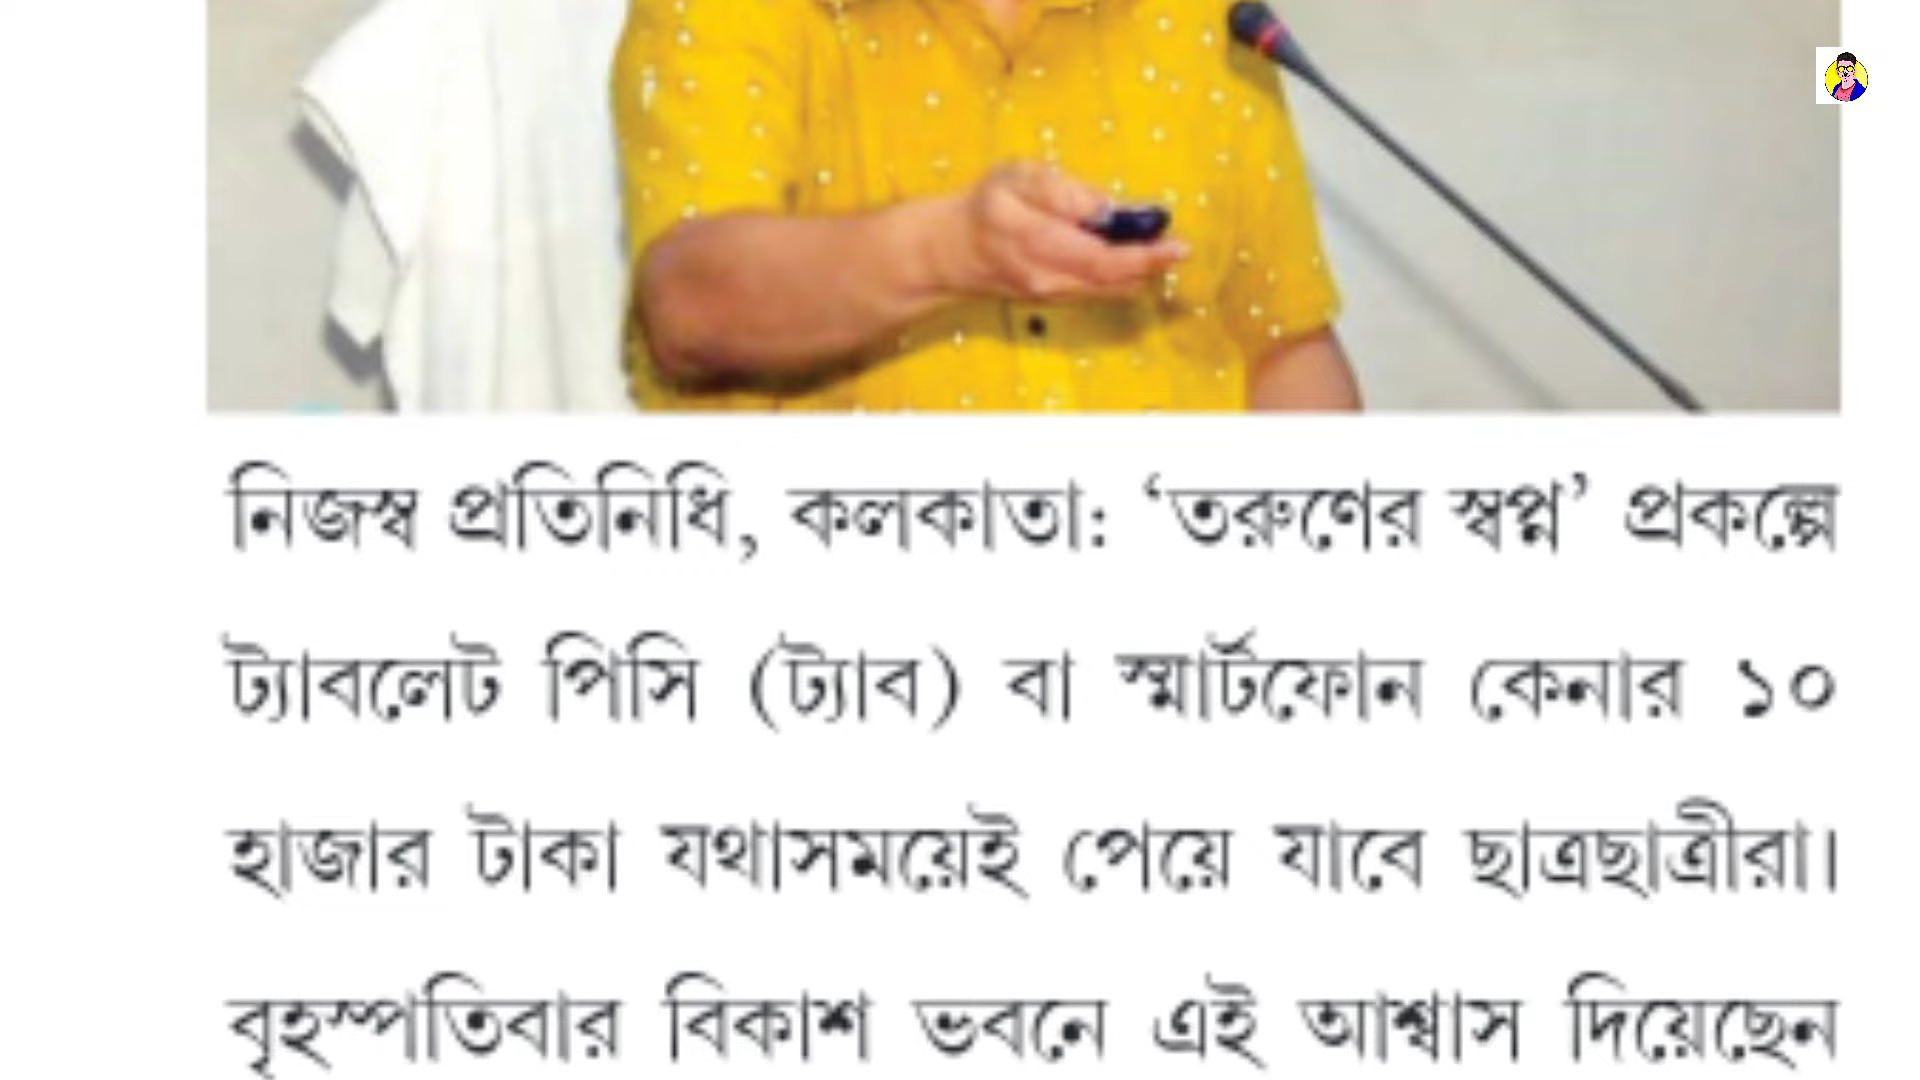 নিজস্ব প্রতিনিধি, কলকাতা: ‘তরুণের স্বপ্ন’ প্রকল্পে
ট্যাবলেট পিসি (ট্যাব) বা স্মার্টফোন কেনার ১০
হাজার টাকা যথাসময়েই পেয়ে যাবে ছাত্রছাত্রীরা।
বৃহস্পতিবার বিকাশ ভবনে এই আশ্বাস দিয়েছেন